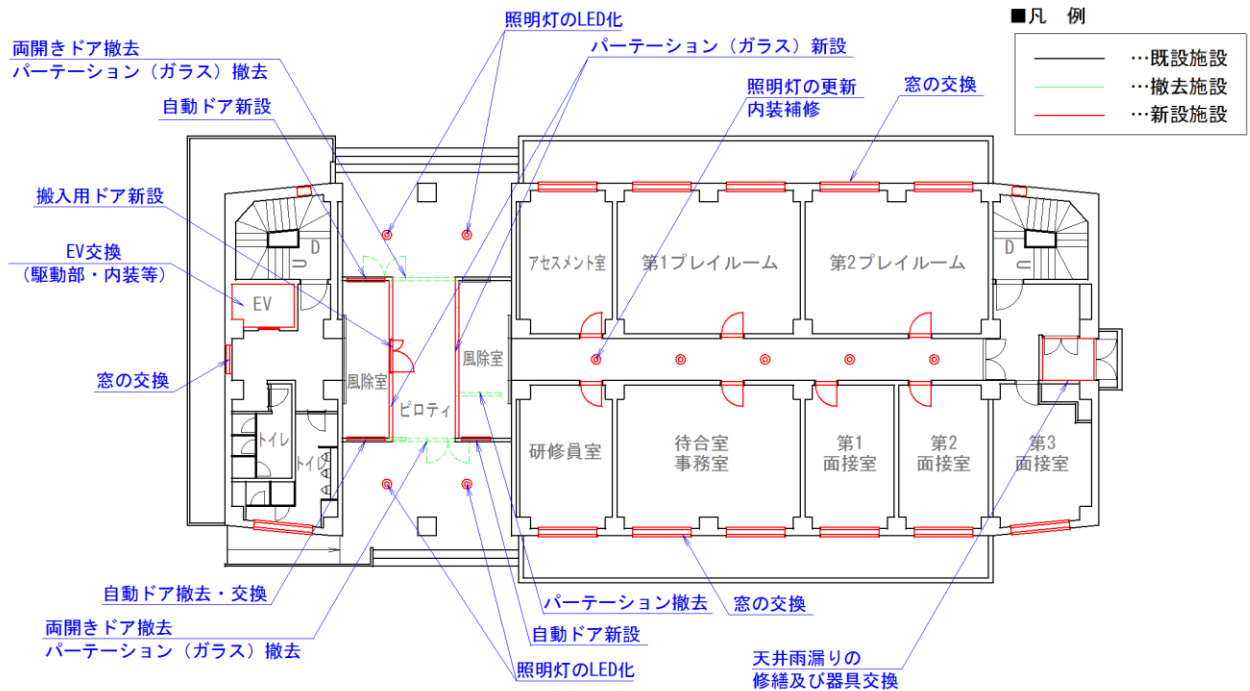 ■凡 例
…既設施設
…撤去施設
…新設施設
照明灯のLED化
両開きドア撤去
パーテーション（ガラス）撤去
パーテーション（ガラス）新設
自動ドア新設
照明灯の更新
内装補修
窓の交換
搬入用ドア新設
EV交換
（駆動部・内装等）
D
U
EV
アセスメント室
第1プレイルーム
第2プレイルーム
D
U
窓の交換
風除室
風除室
ピロティ
トイレ
トイレ
研修員室
待合室
事務室
第1
面接室
第2
面接室
第3
面接室
自動ドア撤去・交換
両開きドア撤去
パーテーション（ガラス）撤去
パーテーション撤去
窓の交換
自動ドア新設
照明灯のLED化
天井雨漏りの
修繕及び器具交換